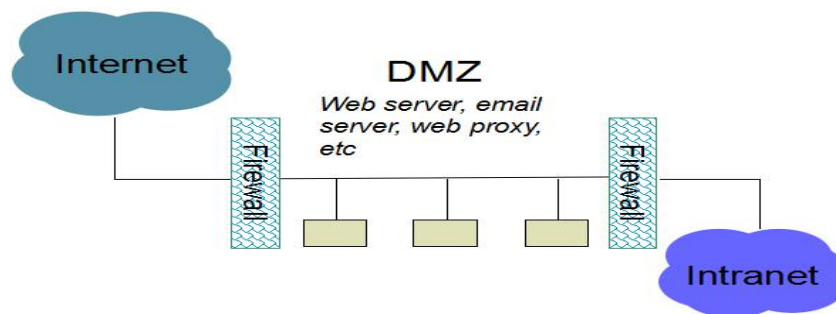 Internet
DMZ
Web server, email
server, web proxy,
etc
Firewall
Firewall
Intranet